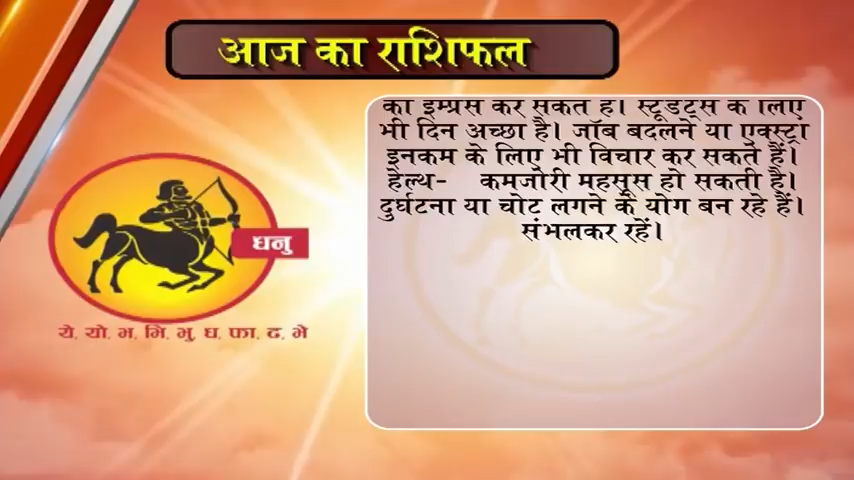 आज का राशिफल
को इम्प्रेस कर सकते हैं। स्टूडेंट्स के लिए
भी दिन अच्छा है। जॉब बदलने या एक्स्ट्रा
इनकम के लिए भी विचार कर सकते हैं।
हेल्थ- कमजोरी महसूस हो सकती है।
दुर्घटना या चोट लगने के योग बन रहे हैं।
संभलकर रहें।
धनु
ये, यो, भ, भि, भु, ध, फा, ढ, भे